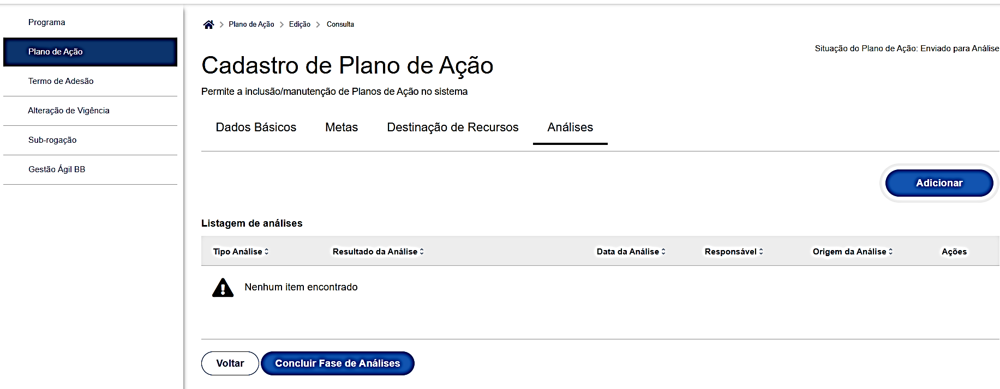 Programa
Plano de Ação
Termo de Adesão
Alteração de Vigência
Sub-rogação
Gestão Ágil BB
Plano de Ação Edição Consulta
Situação do Plano de Ação: Enviado para Análise
Cadastro de Plano de Ação
Permite a inclusão/manutenção de Planos de Ação no sistema
Dados Básicos Metas Destinação de Recursos Análises
Adicionar
Listagem de análises
Tipo Análise Resultado da Análise Data da Análise Responsável Origem da Análise Ações
Nenhum item encontrado
Voltar Concluir Fase de Análises